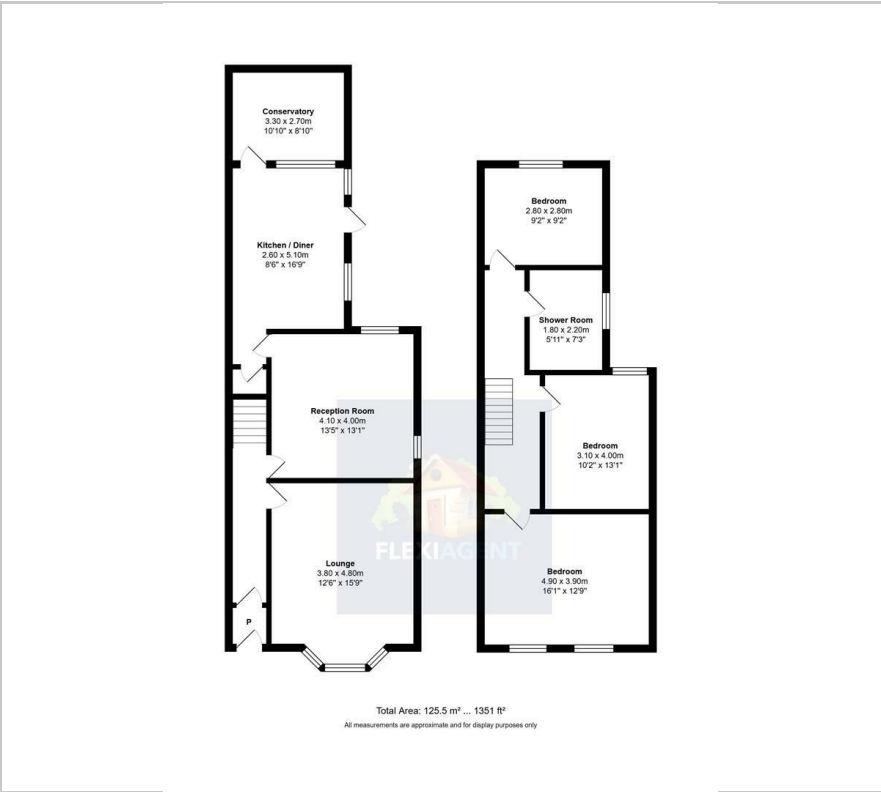 Conservatory
3.30 x 2.70m
10'10" x 8'10"
Kitchen / Diner
2.60 x 5.10m
8'6" x 16'9"
Reception Room
4.10 x 4.00m
13'5" x 13'1"
Lounge
3.80 x 4.80m
12'6" x 15'9"
P
Bedroom
2.80 x 2.80m
9'2" x 9'2"
Shower Room
1.80 x 2.20m
5'11" x 7'3"
Bedroom
3.10 x 4.00m
10'2" x 13'1"
Bedroom
4.90 x 3.90m
16'1" x 12'9"
FLEXIAGENT
Total Area: 125.5 m² ... 1351 ft²
All measurements are approximate and for display purposes only